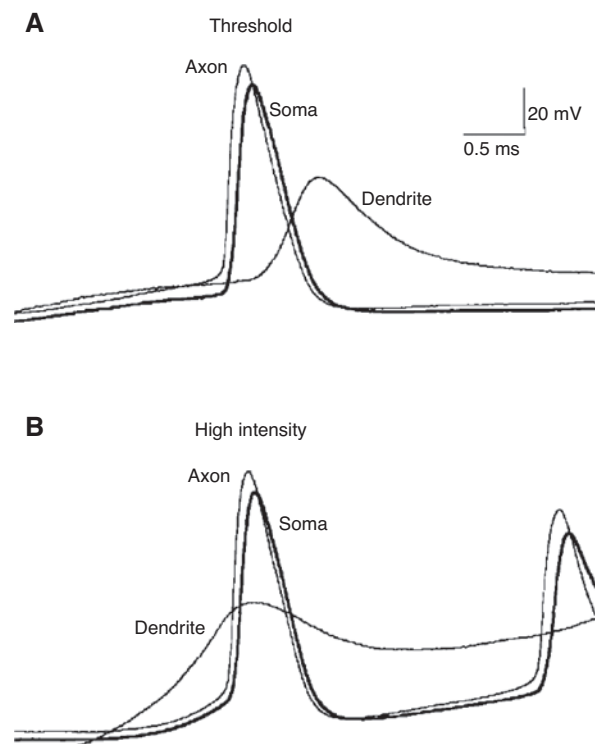 A
Threshold
Axon
Soma
20 mV
0.5 ms
Dendrite
B
High intensity
Axon
Soma
Dendrite